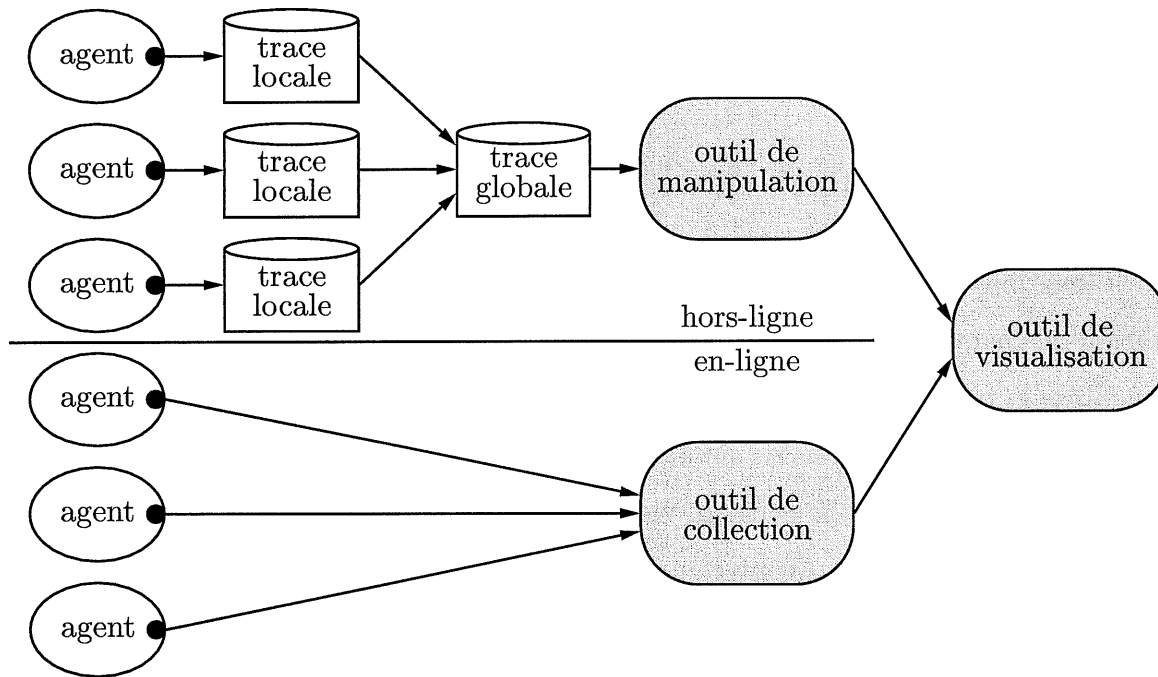 agent
trace
locale
agent
trace
locale
agent
trace
locale
trace
globale
outil de
manipulation
hors-ligne
en-ligne
outil de
visualisation
agent
agent
agent
outil de
collection